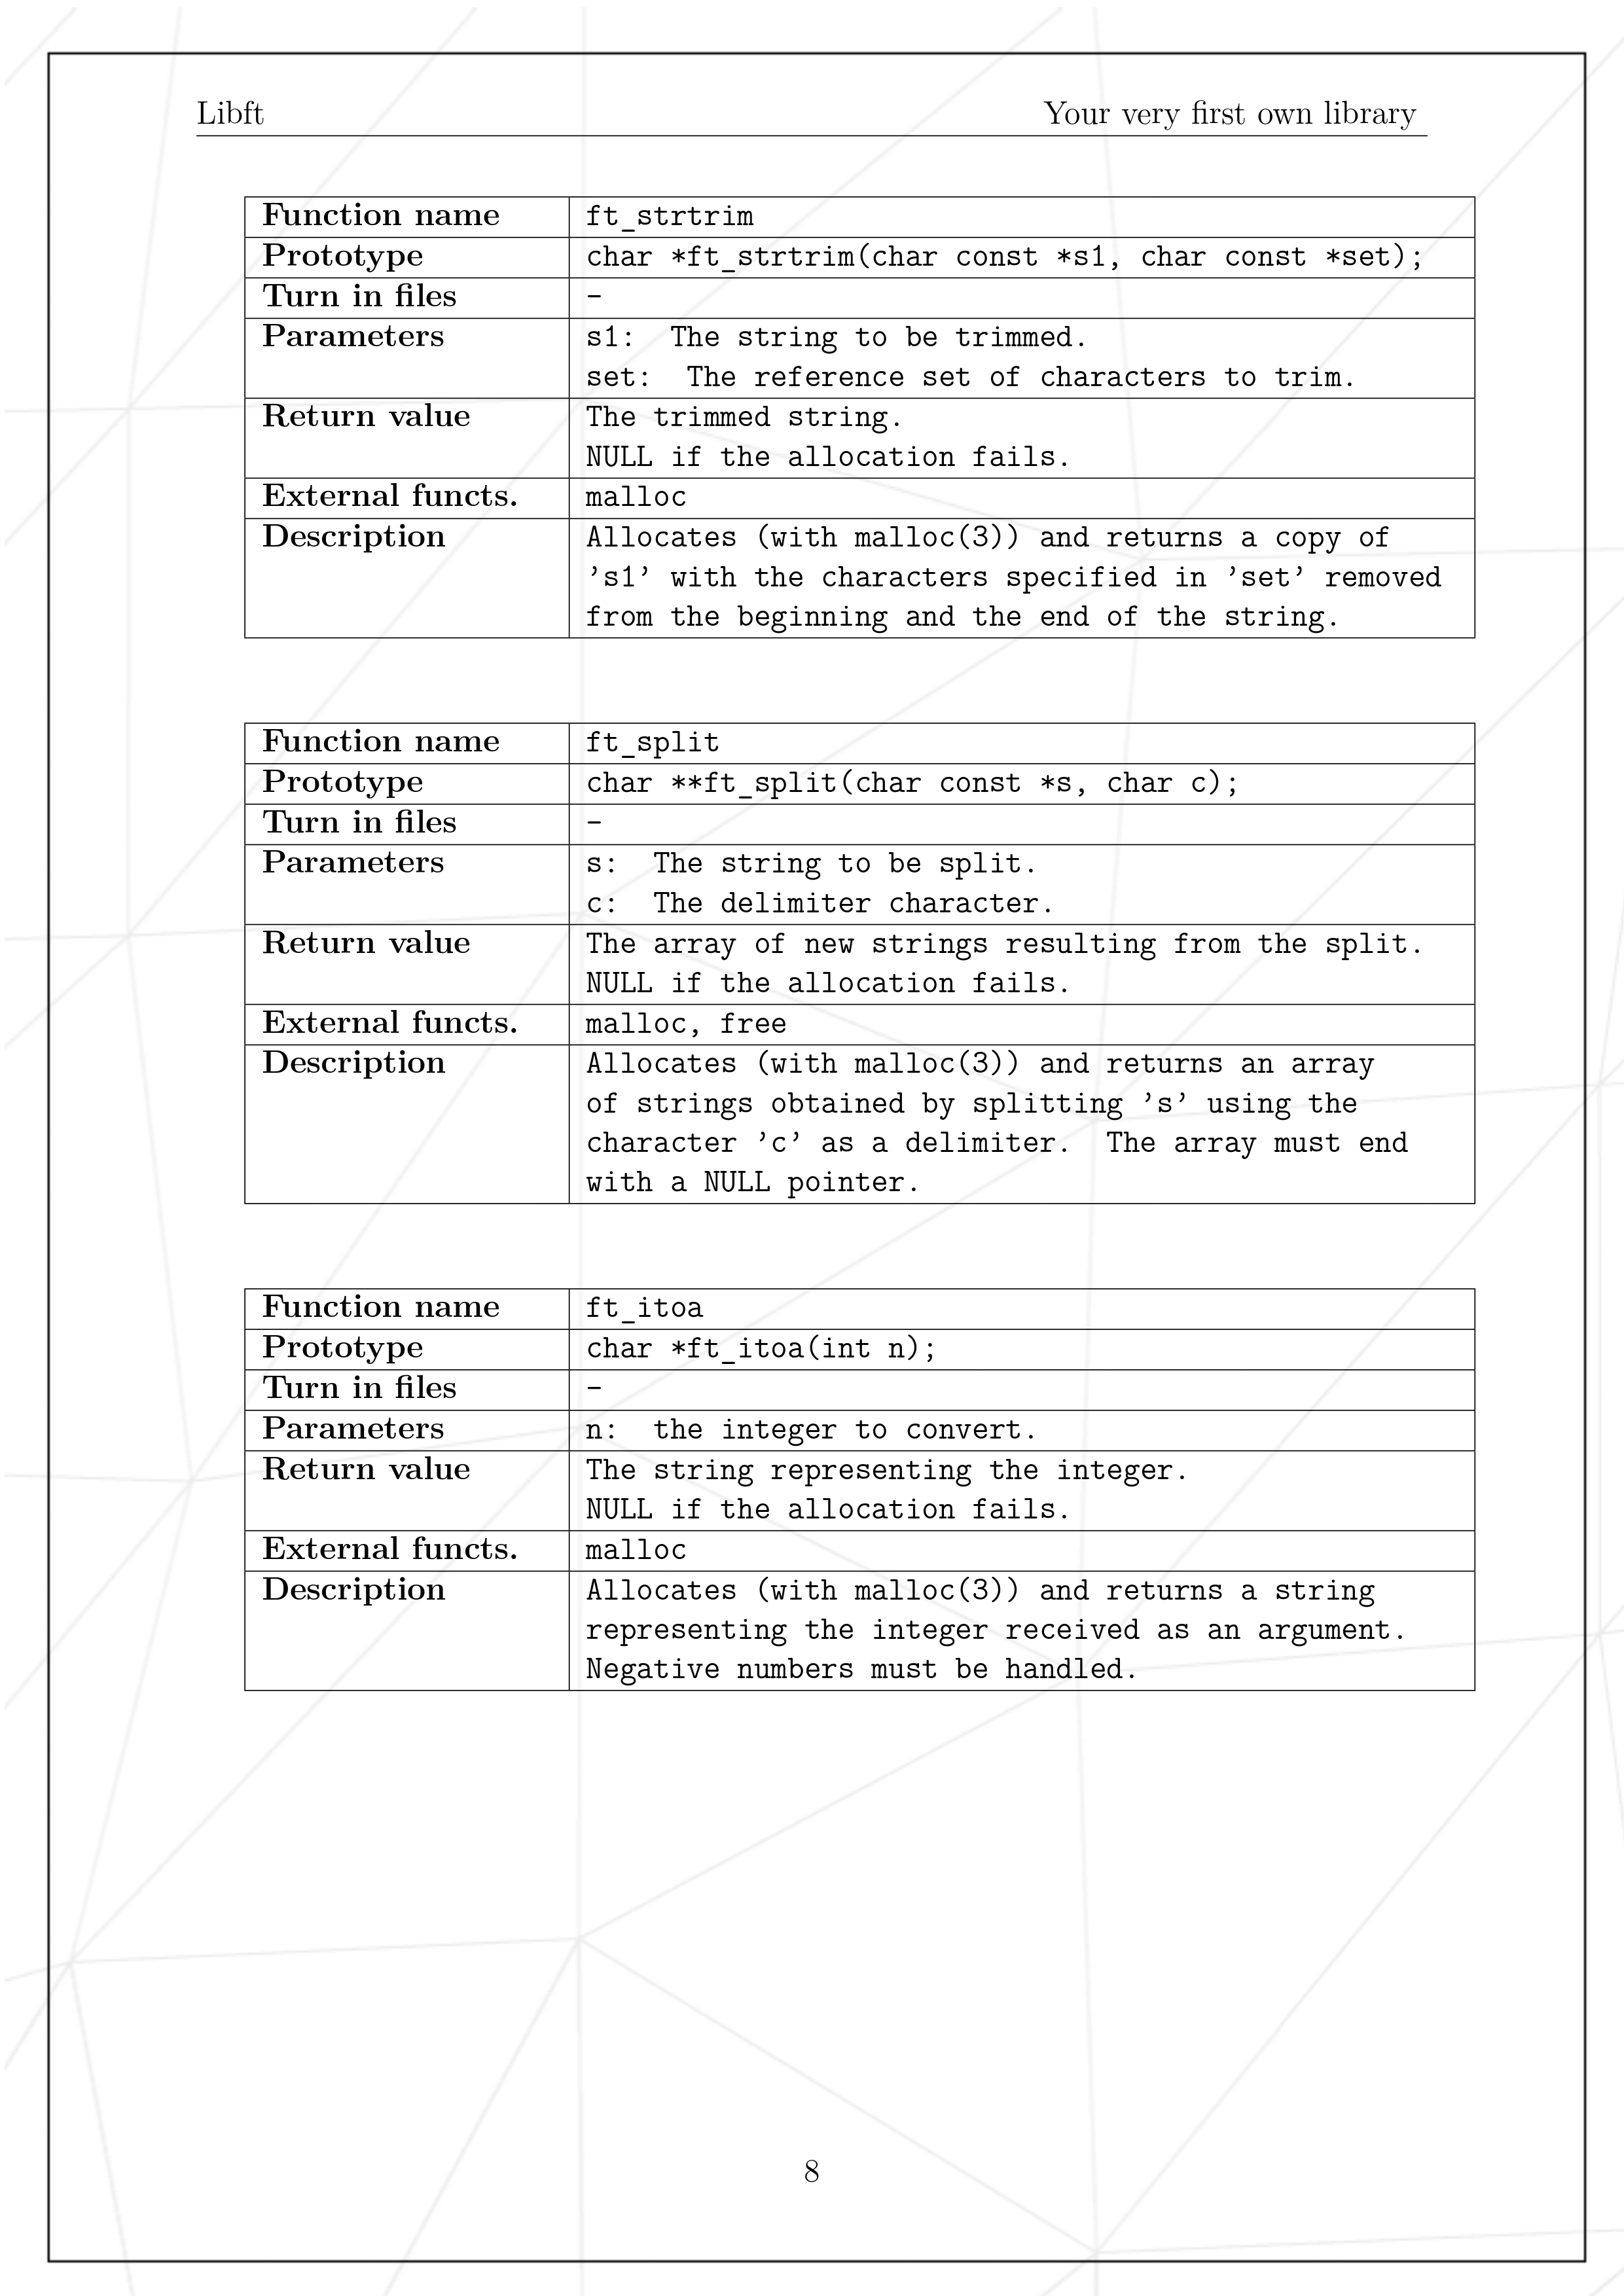 Libft Your very first own library
Function name ft_strtrim
Prototype char *ft_strtrim(char const *s1, char const *set);
Turn in files -
Parameters s1: The string to be trimmed.
set: The reference set of characters to trim.
Return value The trimmed string.
NULL if the allocation fails.
External functs. malloc
Description Allocates (with malloc(3)) and returns a copy of
’s1’ with the characters specified in ’set’ removed
from the beginning and the end of the string.
Function name ft_split
Prototype char **ft_split(char const *s, char c);
Turn in files -
Parameters s: The string to be split.
c: The delimiter character.
Return value The array of new strings resulting from the split.
NULL if the allocation fails.
External functs. malloc, free
Description Allocates (with malloc(3)) and returns an array
of strings obtained by splitting ’s’ using the
character ’c’ as a delimiter. The array must end
with a NULL pointer.
Function name ft_itoa
Prototype char *ft_itoa(int n);
Turn in files -
Parameters n: the integer to convert.
Return value The string representing the integer.
NULL if the allocation fails.
External functs. malloc
Description Allocates (with malloc(3)) and returns a string
representing the integer received as an argument.
Negative numbers must be handled.
8